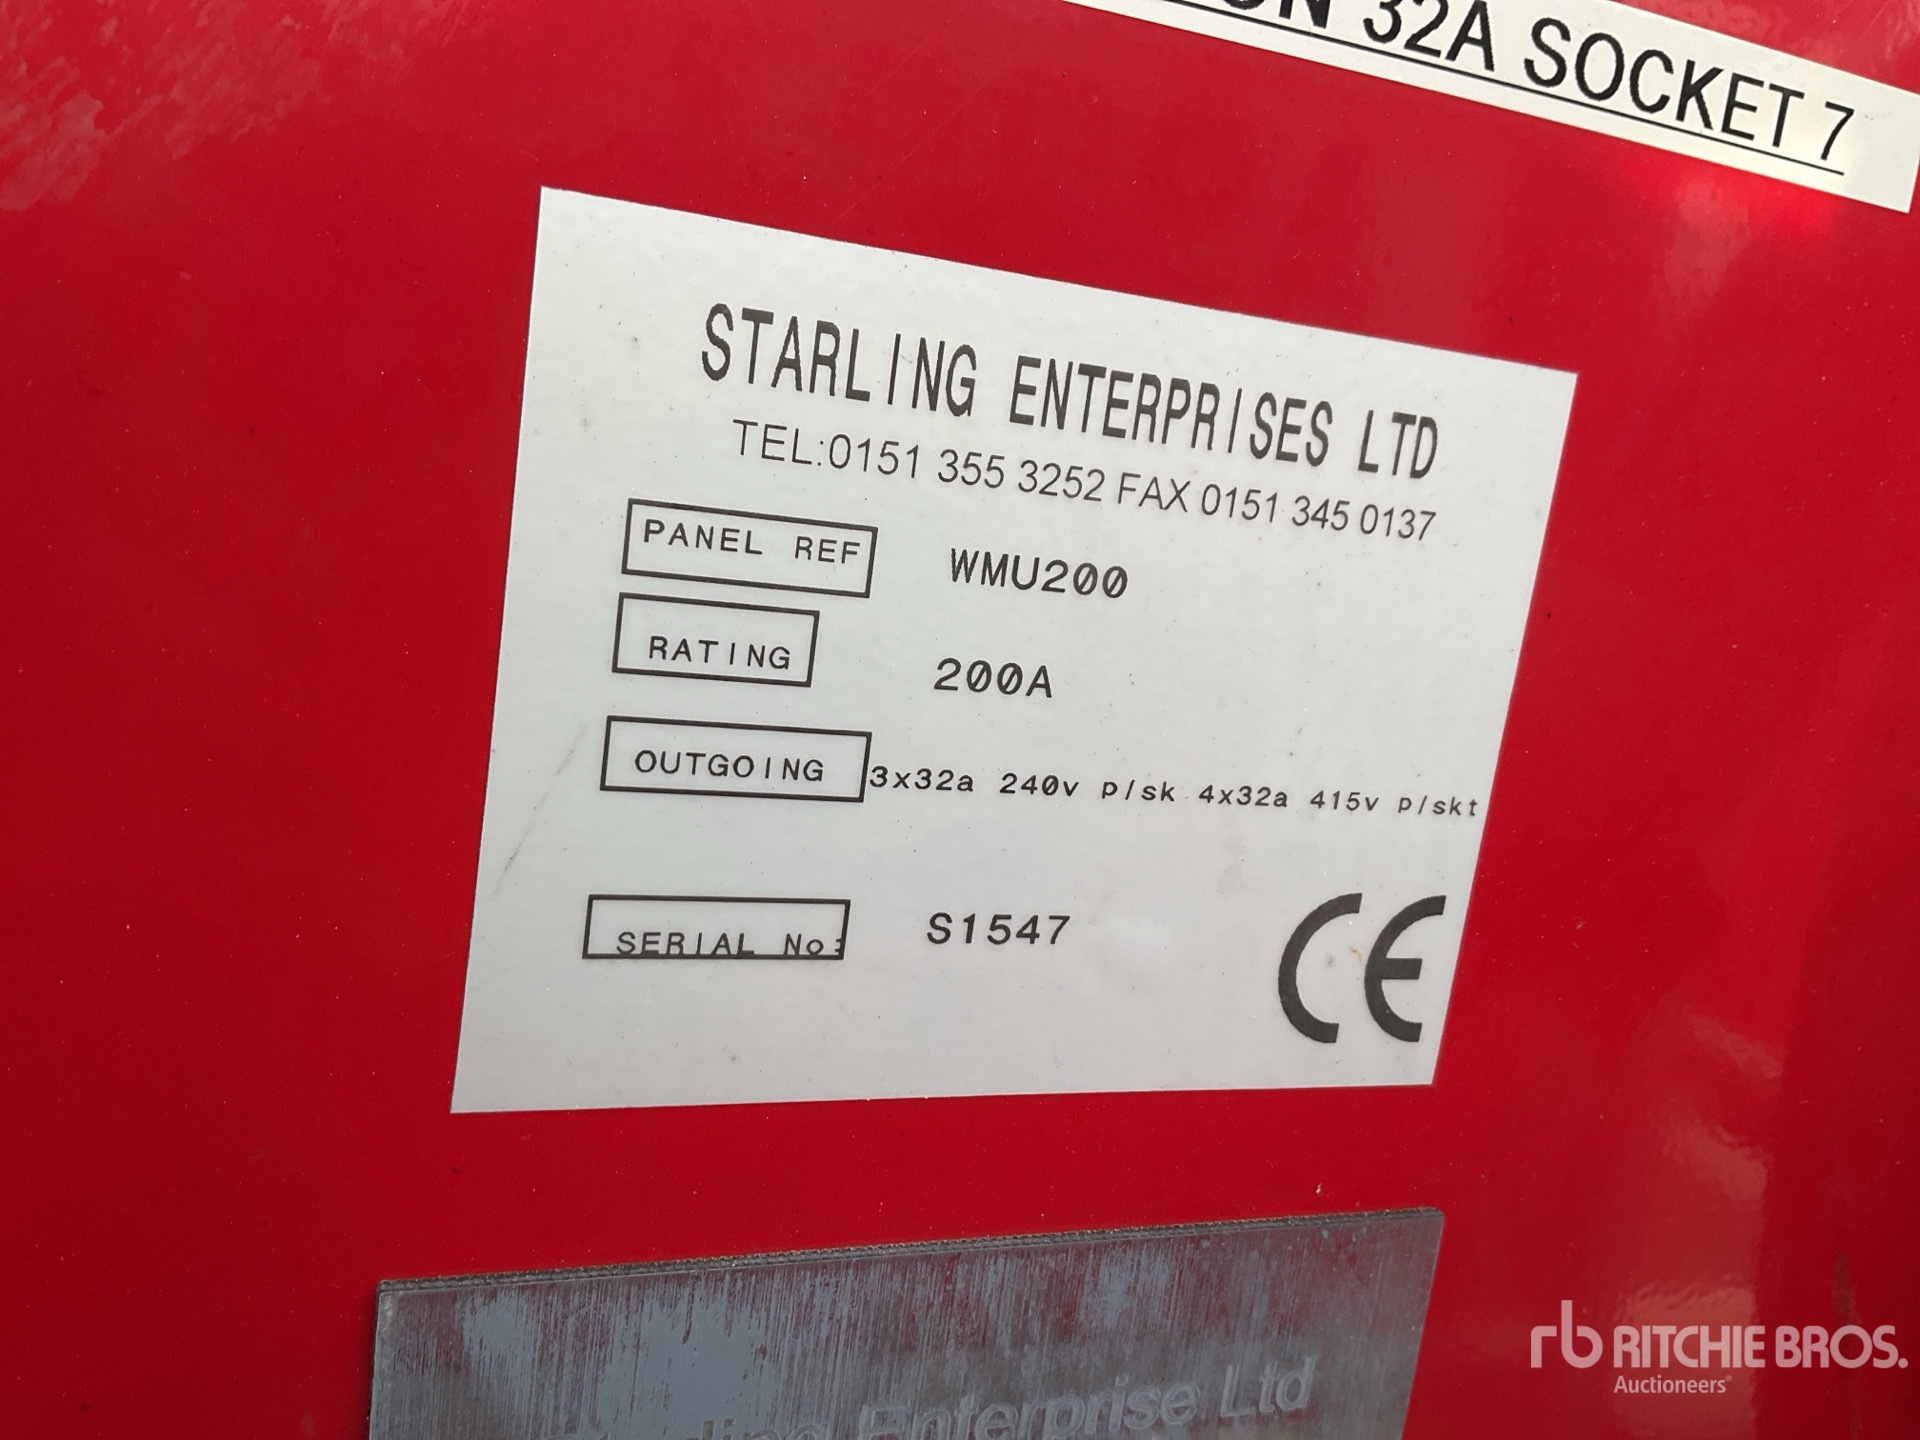 32A SOCKET 7
STARLING ENTERPRISES LTD
TEL:0151 355 3252 FAX 0151 345 0137
PANEL REF WMU200
RATING 200A
OUTGOING 3x32a 240v p/sk 4x32a 415v p/skt
SERIAL No: S1547
CE
Enterprise Ltd
rb RITCHIE BROS.
Auctioneers